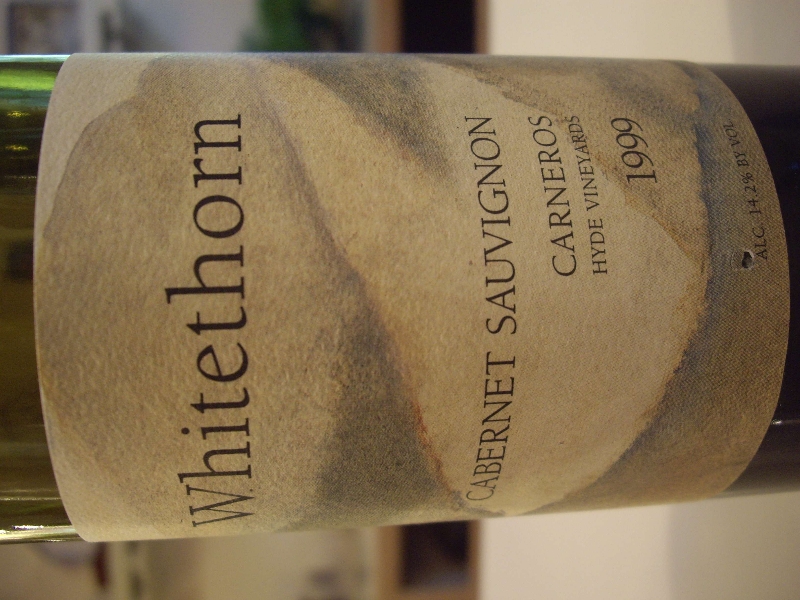 Whitethorn
CABERNET SAUVIGNON
CARNEROS
HYDE VINEYARDS
1999
ALC. 14.2% BY VOL